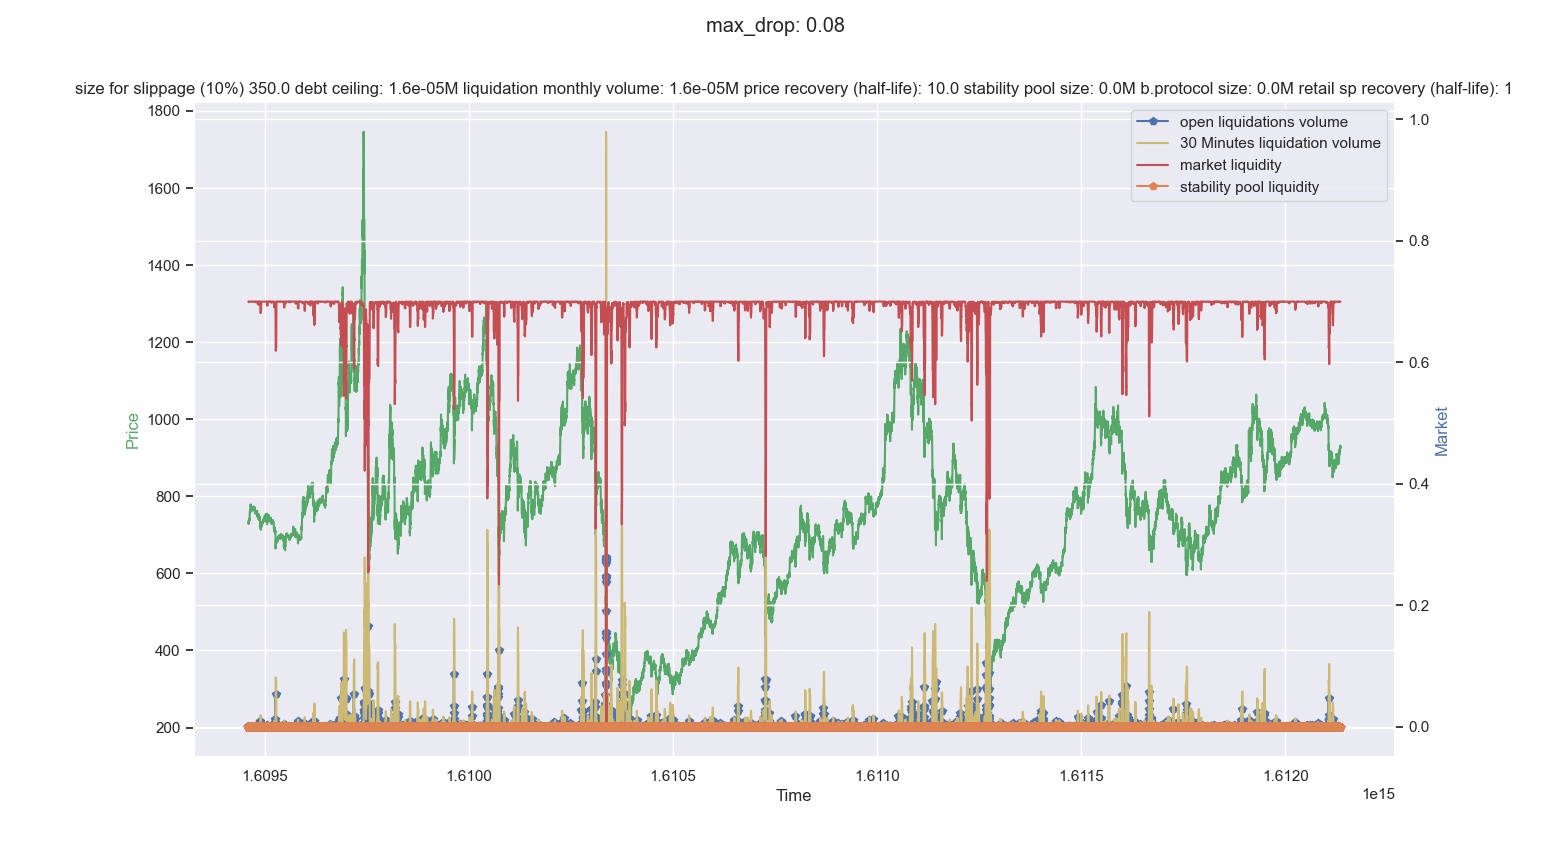 max_drop: 0.08
size for slippage (10%) 350.0 debt ceiling: 1.6e-05M liquidation monthly volume: 1.6e-05M price recovery (half-life): 10.0 stability pool size: 0.0M b.protocol size: 0.0M retail sp recovery (half-life): 1
open liquidations volume
30 Minutes liquidation volume
market liquidity
stability pool liquidity
1800
1600
1400
1200
1000
800
600
400
200
Price
1.0
0.8
0.6
0.4
0.2
0.0
Market
1.6095 1.6100 1.6105 1.6110 1.6115 1.6120
Time
1e15